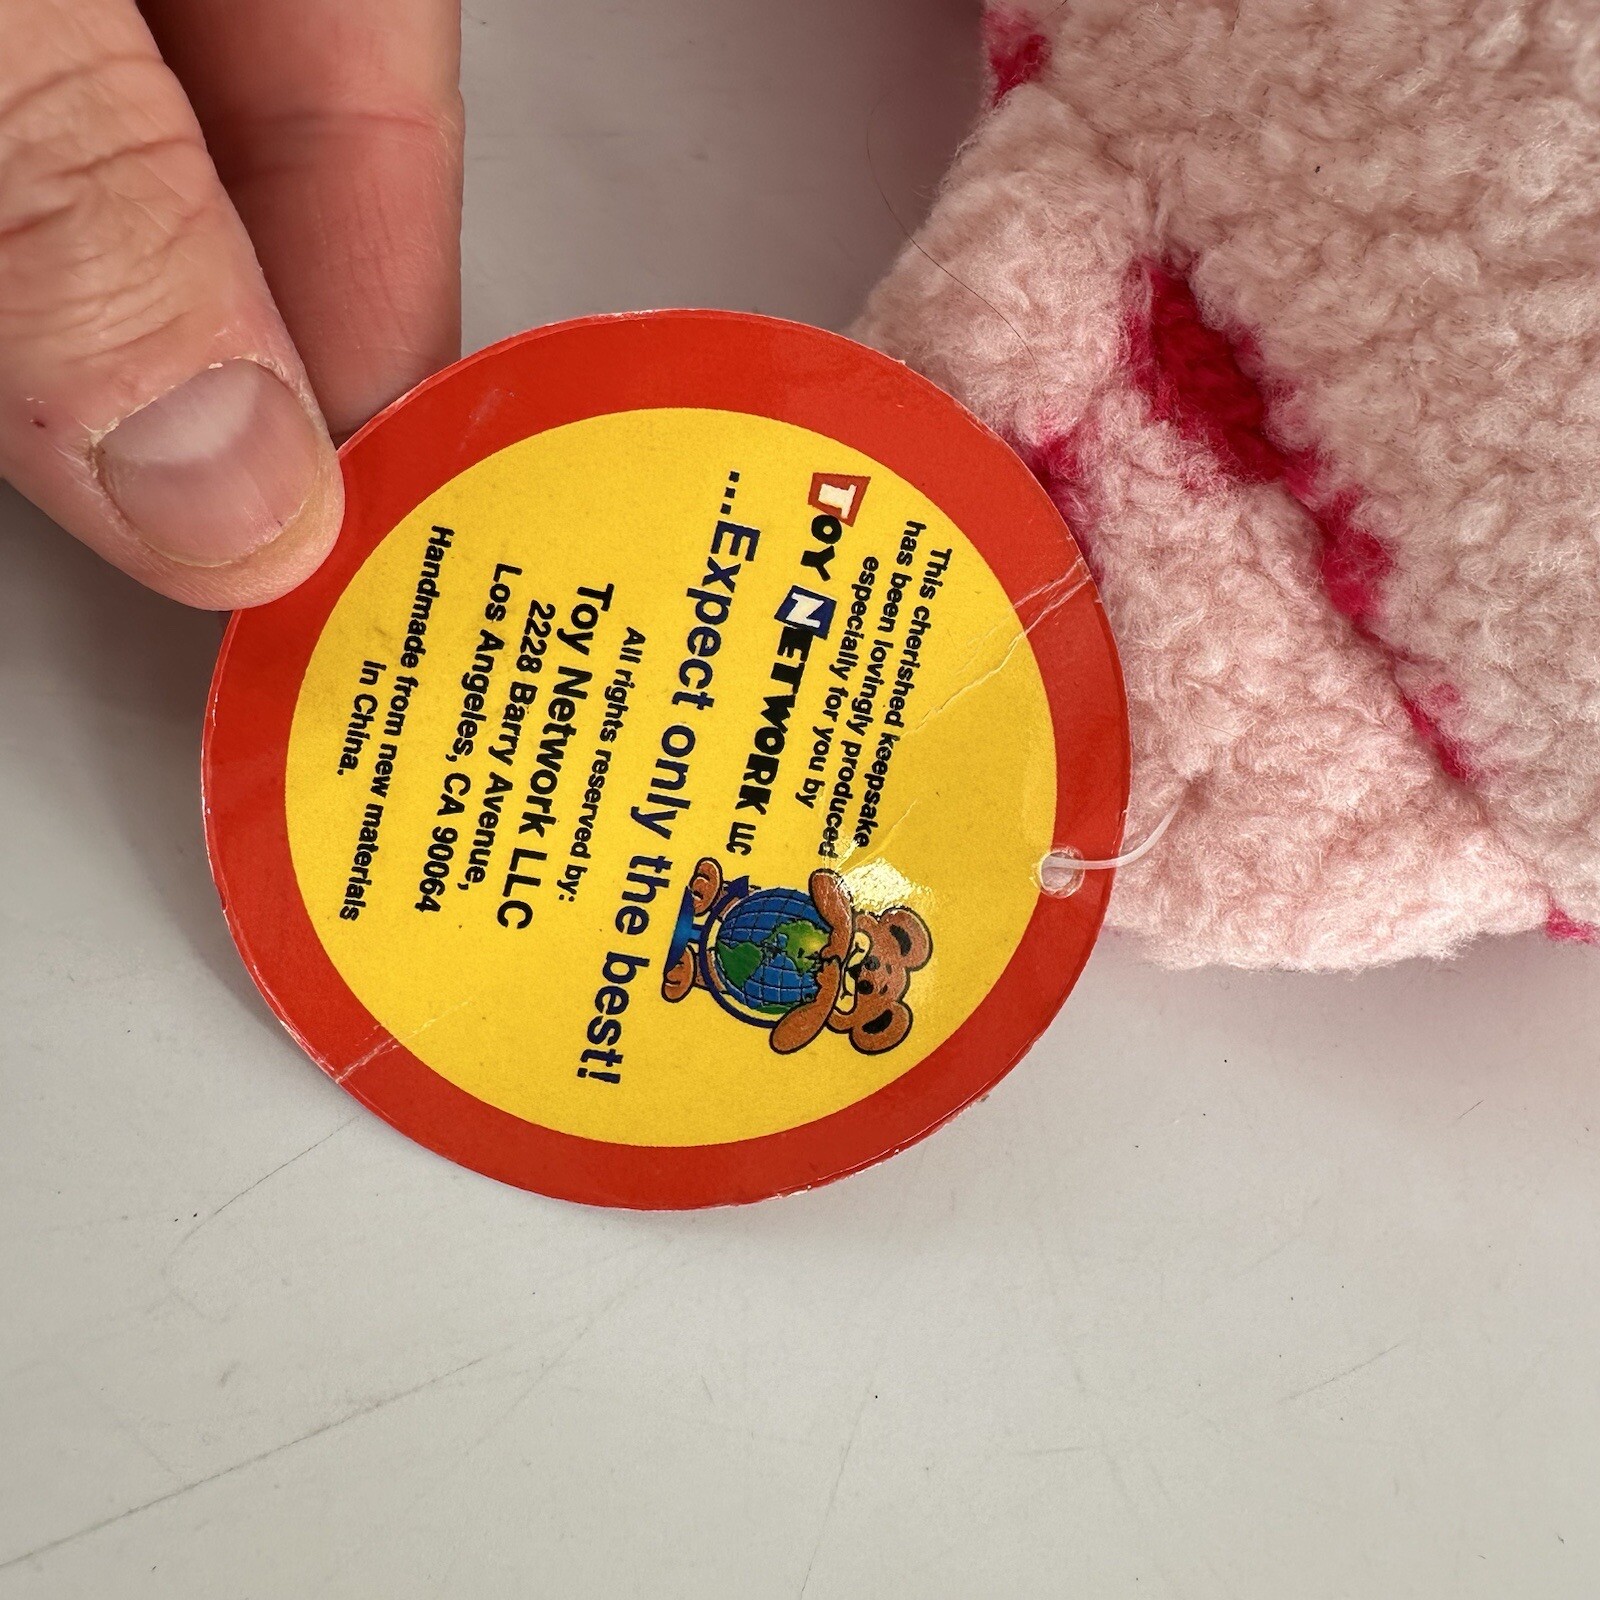 This cherished keepsake
has been lovingly produced
especially for you by
TOY NETWORK LLC
...Expect only the best!
All rights reserved by:
Toy Network LLC
2228 Barry Avenue,
Los Angeles, CA 90064
Handmade from new materials
In China.